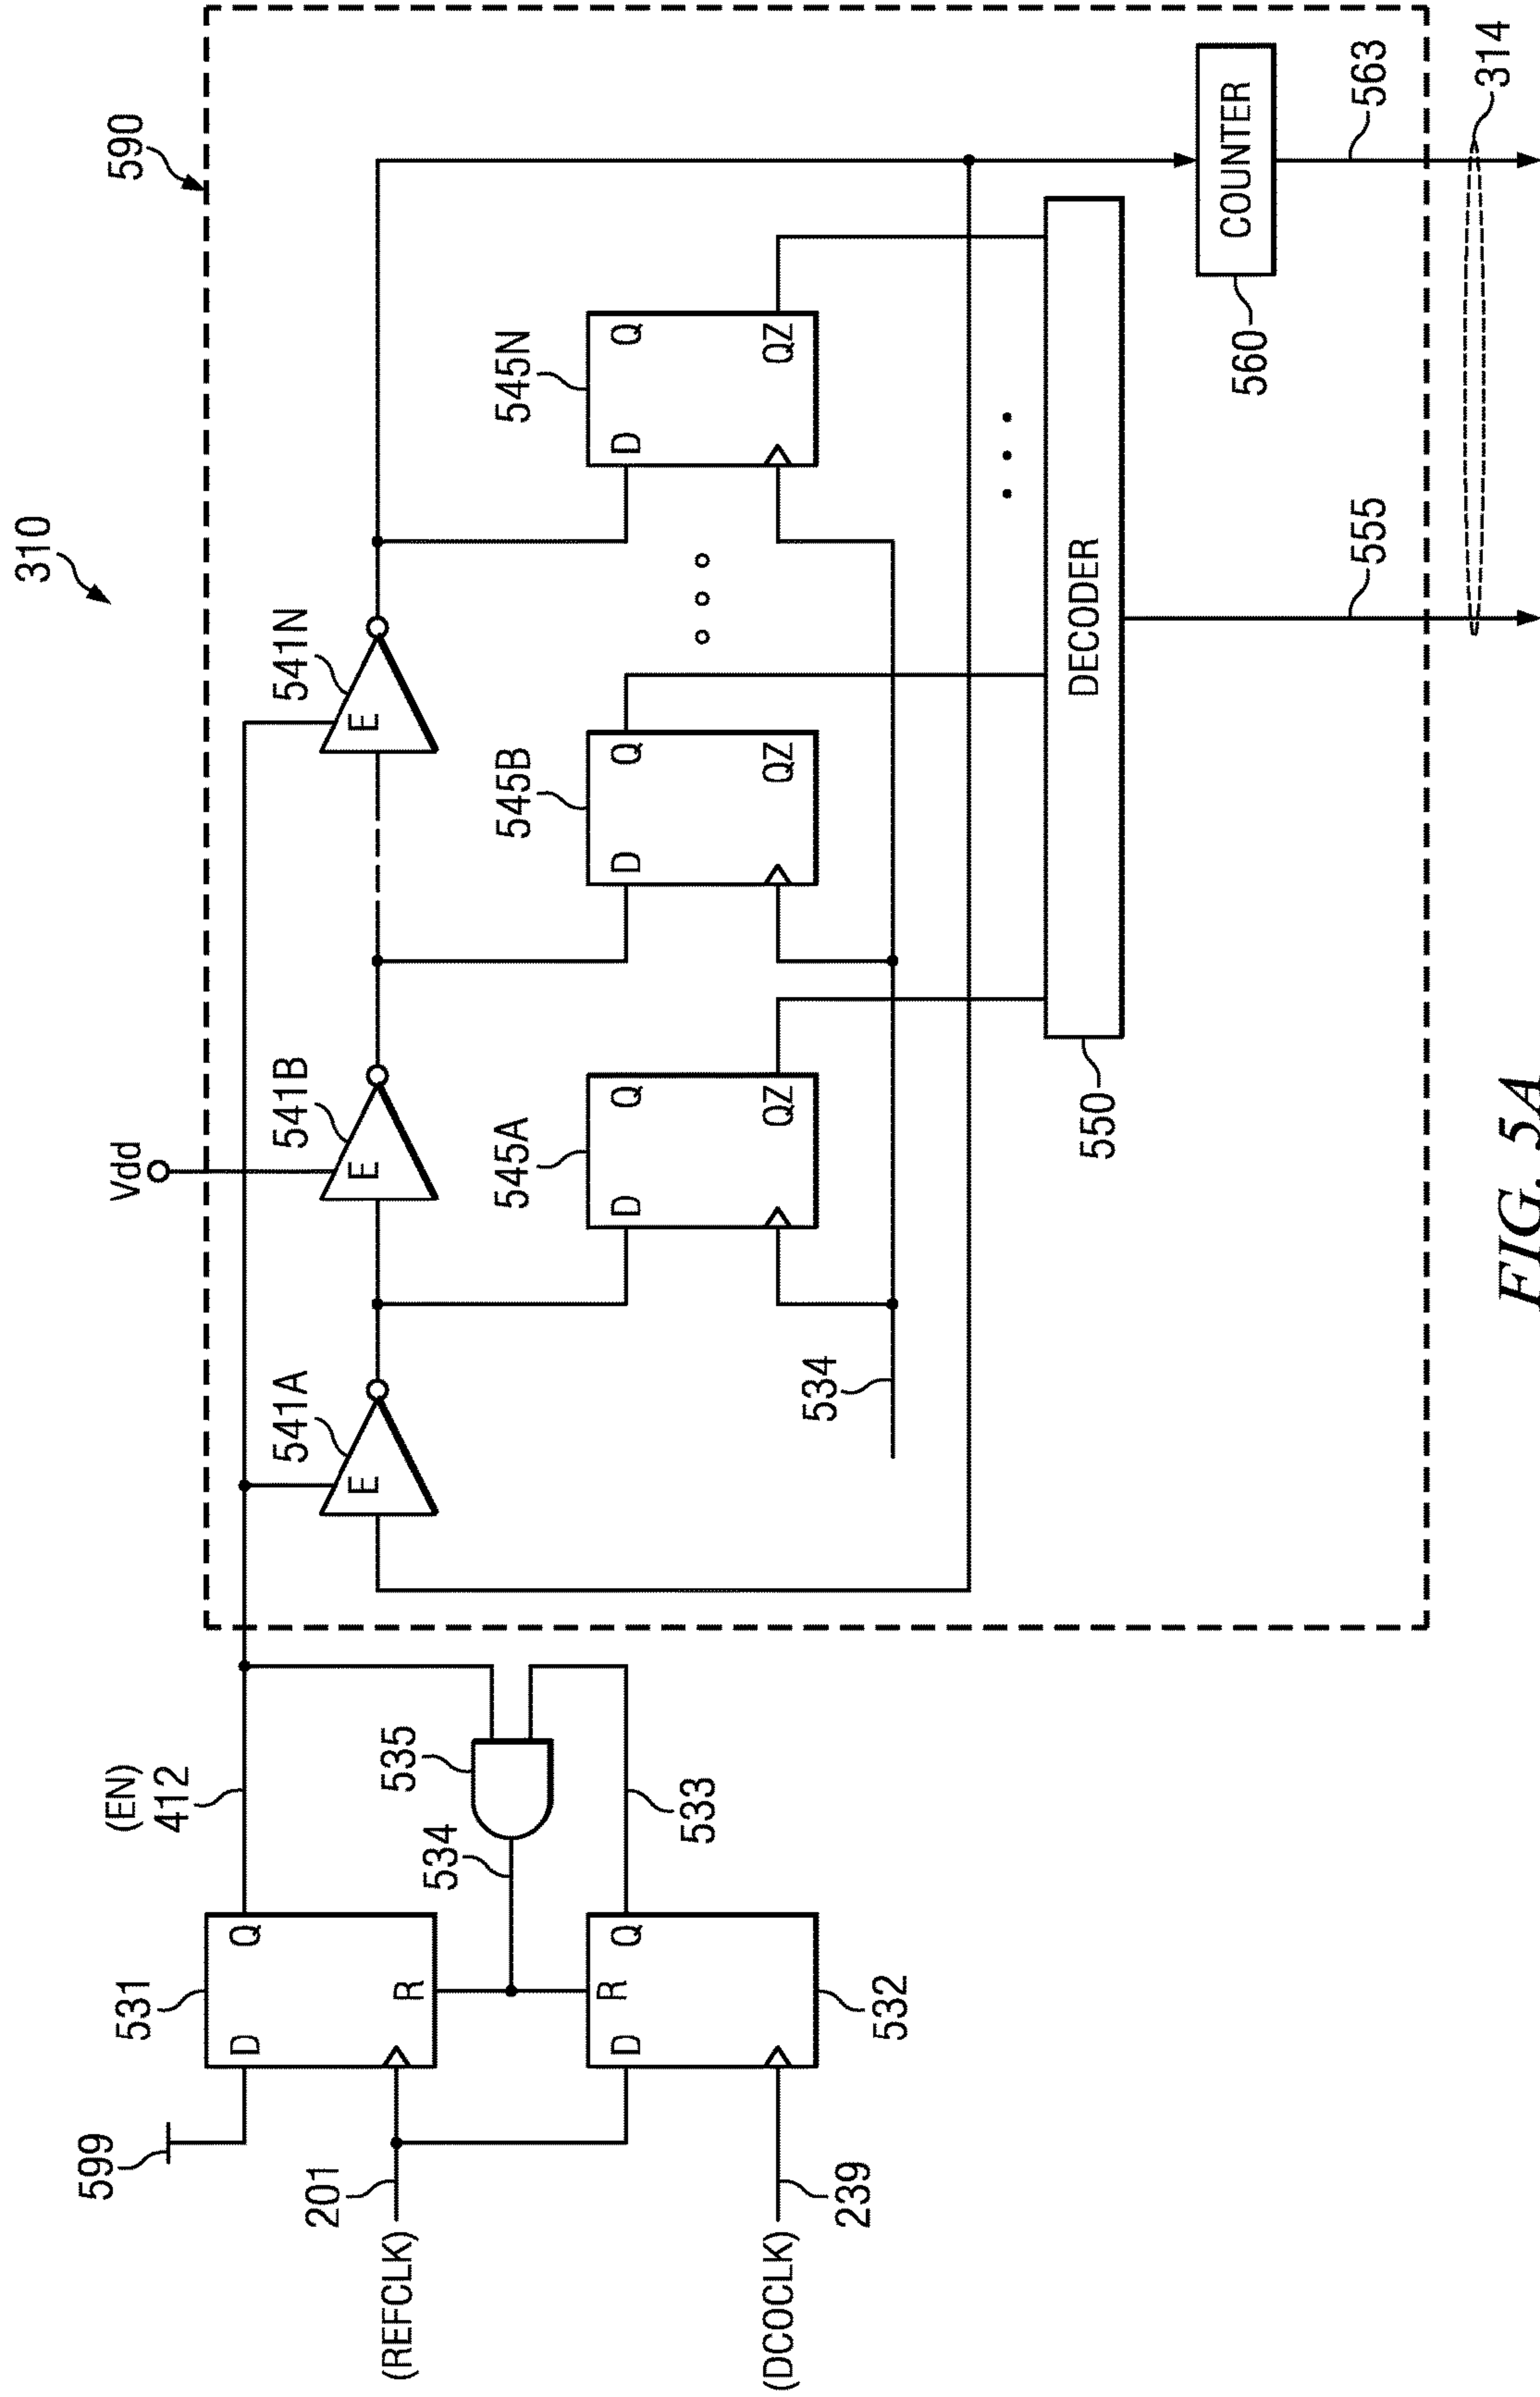 310
590
Vdd
541A
541B
541N
E
E
E
(EN)
412
599
531
D
Q
R
201
(REFCLK)
535
534
533
532
D
R
Q
239
(DCOCLK)
545A
D
Q
QZ
545B
D
Q
QZ
545N
D
Q
QZ
534
DECODER
550
COUNTER
560
555
563
314
FIG. 5A